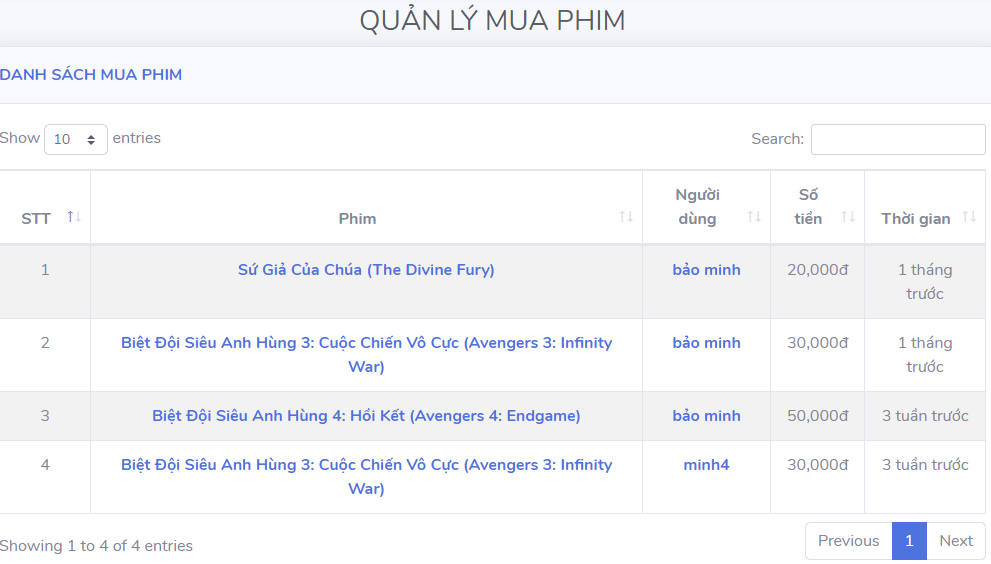 QUẢN LÝ MUA PHIM
DANH SÁCH MUA PHIM
Show 10 entries
Search:
STT Phim Người dùng Số tiền Thời gian
1 Sứ Giả Của Chúa (The Divine Fury) bảo minh 20,000đ 1 tháng trước
2 Biệt Đội Siêu Anh Hùng 3: Cuộc Chiến Vô Cực (Avengers 3: Infinity War) bảo minh 30,000đ 1 tháng trước
3 Biệt Đội Siêu Anh Hùng 4: Hồi Kết (Avengers 4: Endgame) bảo minh 50,000đ 3 tuần trước
4 Biệt Đội Siêu Anh Hùng 3: Cuộc Chiến Vô Cực (Avengers 3: Infinity War) minh4 30,000đ 3 tuần trước
Showing 1 to 4 of 4 entries
Previous 1 Next